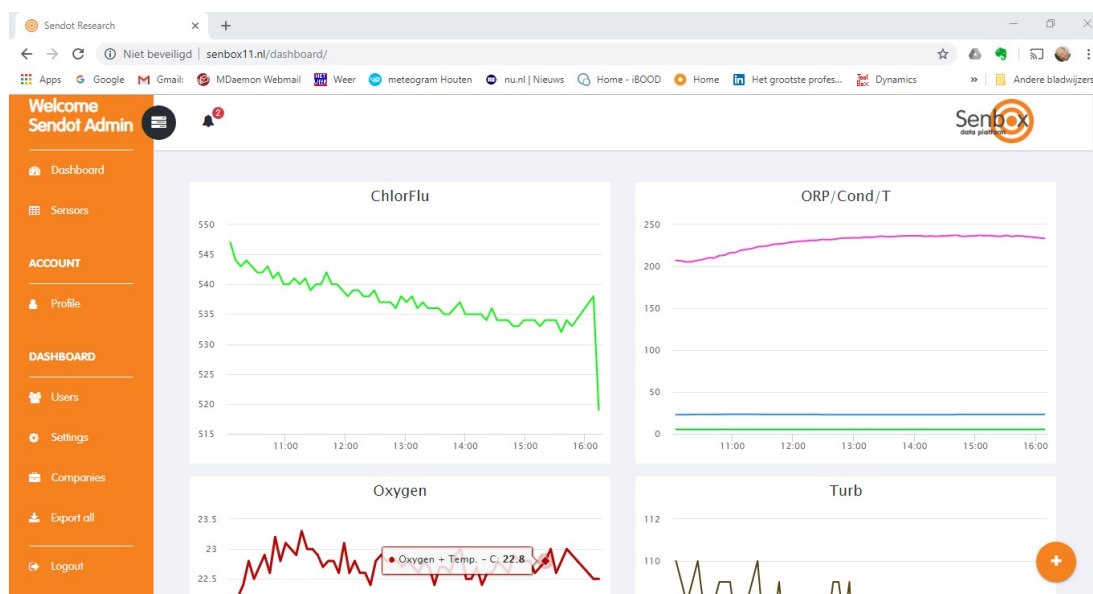 Sendot Research
Niet beveiligd | senbox11.nl/dashboard/
Apps Google Gmail: MDaemon Webmail Weer meteogram Houten nu.nl | Nieuws Home - iBOOD Home Het grootste profes... Dynamics » Andere bladwijzers
Welcome
Sendot Admin
2
Senbox
data platform
Dashboard
Sensors
ACCOUNT
Profile
DASHBOARD
Users
Settings
Companies
Export all
Logout
ChlorFlu
550
545
540
535
530
525
520
515
11:00 12:00 13:00 14:00 15:00 16:00
ORP/Cond/T
250
200
150
100
50
0
11:00 12:00 13:00 14:00 15:00 16:00
Oxygen
23.5
23
22.5
Oxygen + Temp. - C: 22.8
Turb
112
110